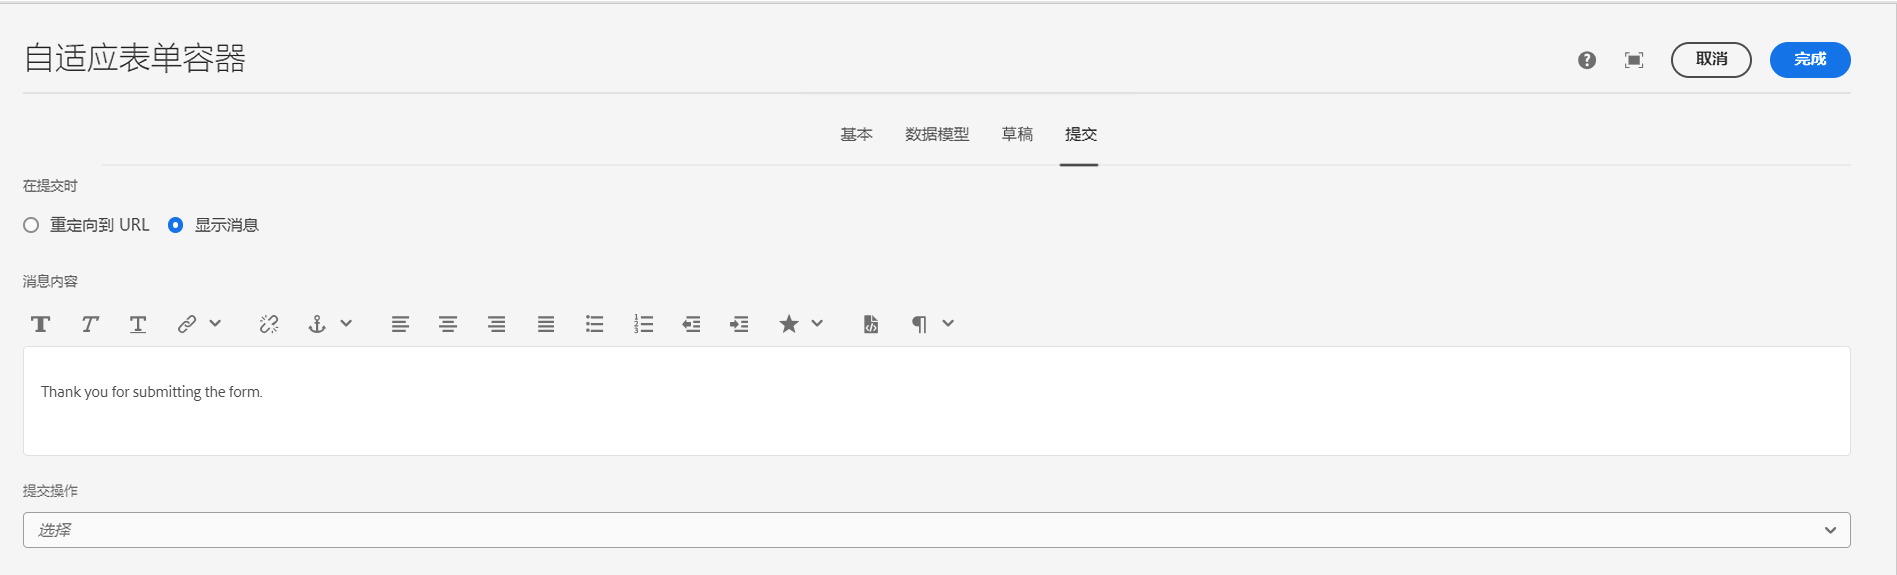 自适应表单容器
取消 完成
基本 数据模型 草稿 提交
在提交时
重定向到 URL 显示消息
消息内容
Thank you for submitting the form.
提交操作
选择